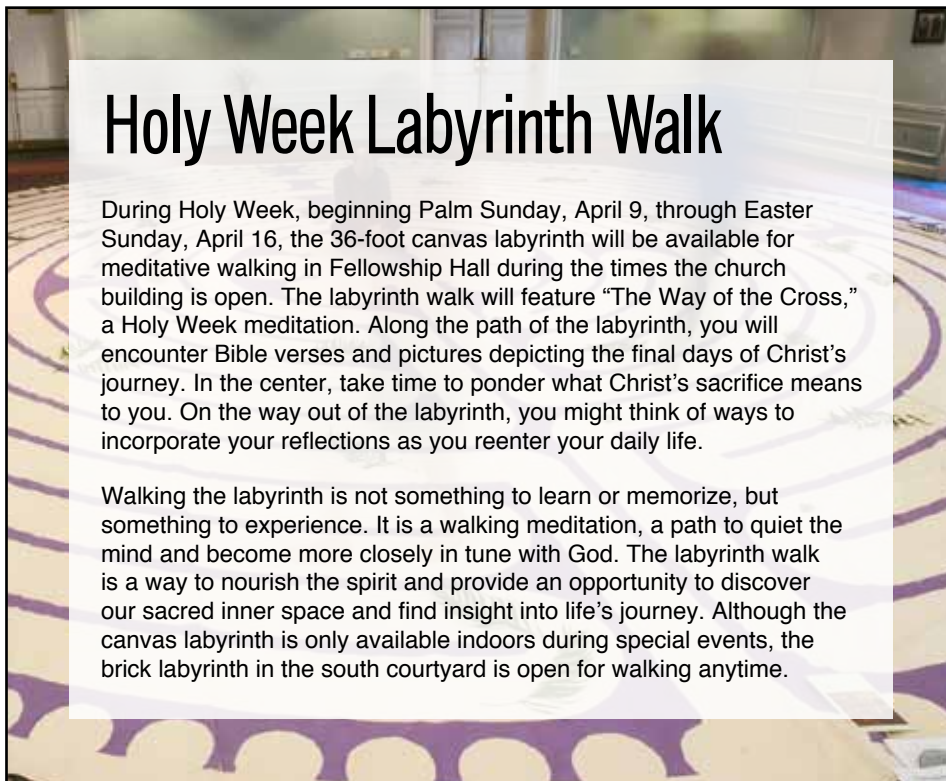 Holy Week Labyrinth Walk
During Holy Week, beginning Palm Sunday, April 9, through Easter
Sunday, April 16, the 36-foot canvas labyrinth will be available for
meditative walking in Fellowship Hall during the times the church
building is open. The labyrinth walk will feature “The Way of the Cross,”
a Holy Week meditation. Along the path of the labyrinth, you will
encounter Bible verses and pictures depicting the final days of Christ’s
journey. In the center, take time to ponder what Christ’s sacrifice means
to you. On the way out of the labyrinth, you might think of ways to
incorporate your reflections as you reenter your daily life.
Walking the labyrinth is not something to learn or memorize, but
something to experience. It is a walking meditation, a path to quiet the
mind and become more closely in tune with God. The labyrinth walk
is a way to nourish the spirit and provide an opportunity to discover
our sacred inner space and find insight into life’s journey. Although the
canvas labyrinth is only available indoors during special events, the
brick labyrinth in the south courtyard is open for walking anytime.